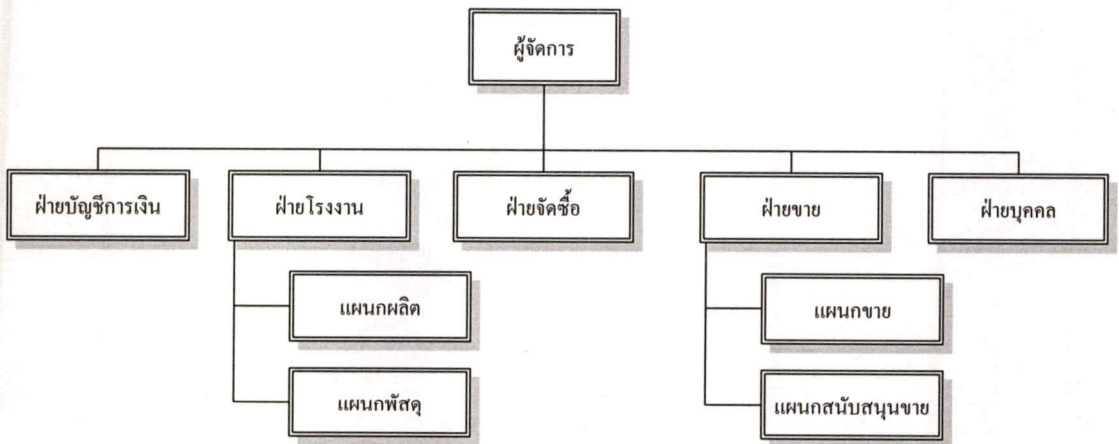 ผู้จัดการ
ฝ่ายบัญชีการเงิน
ฝ่ายโรงงาน
ฝ่ายจัดซื้อ
ฝ่ายขาย
ฝ่ายบุคคล
แผนกผลิต
แผนกขาย
แผนกพัสดุ
แผนกสนับสนุนขาย